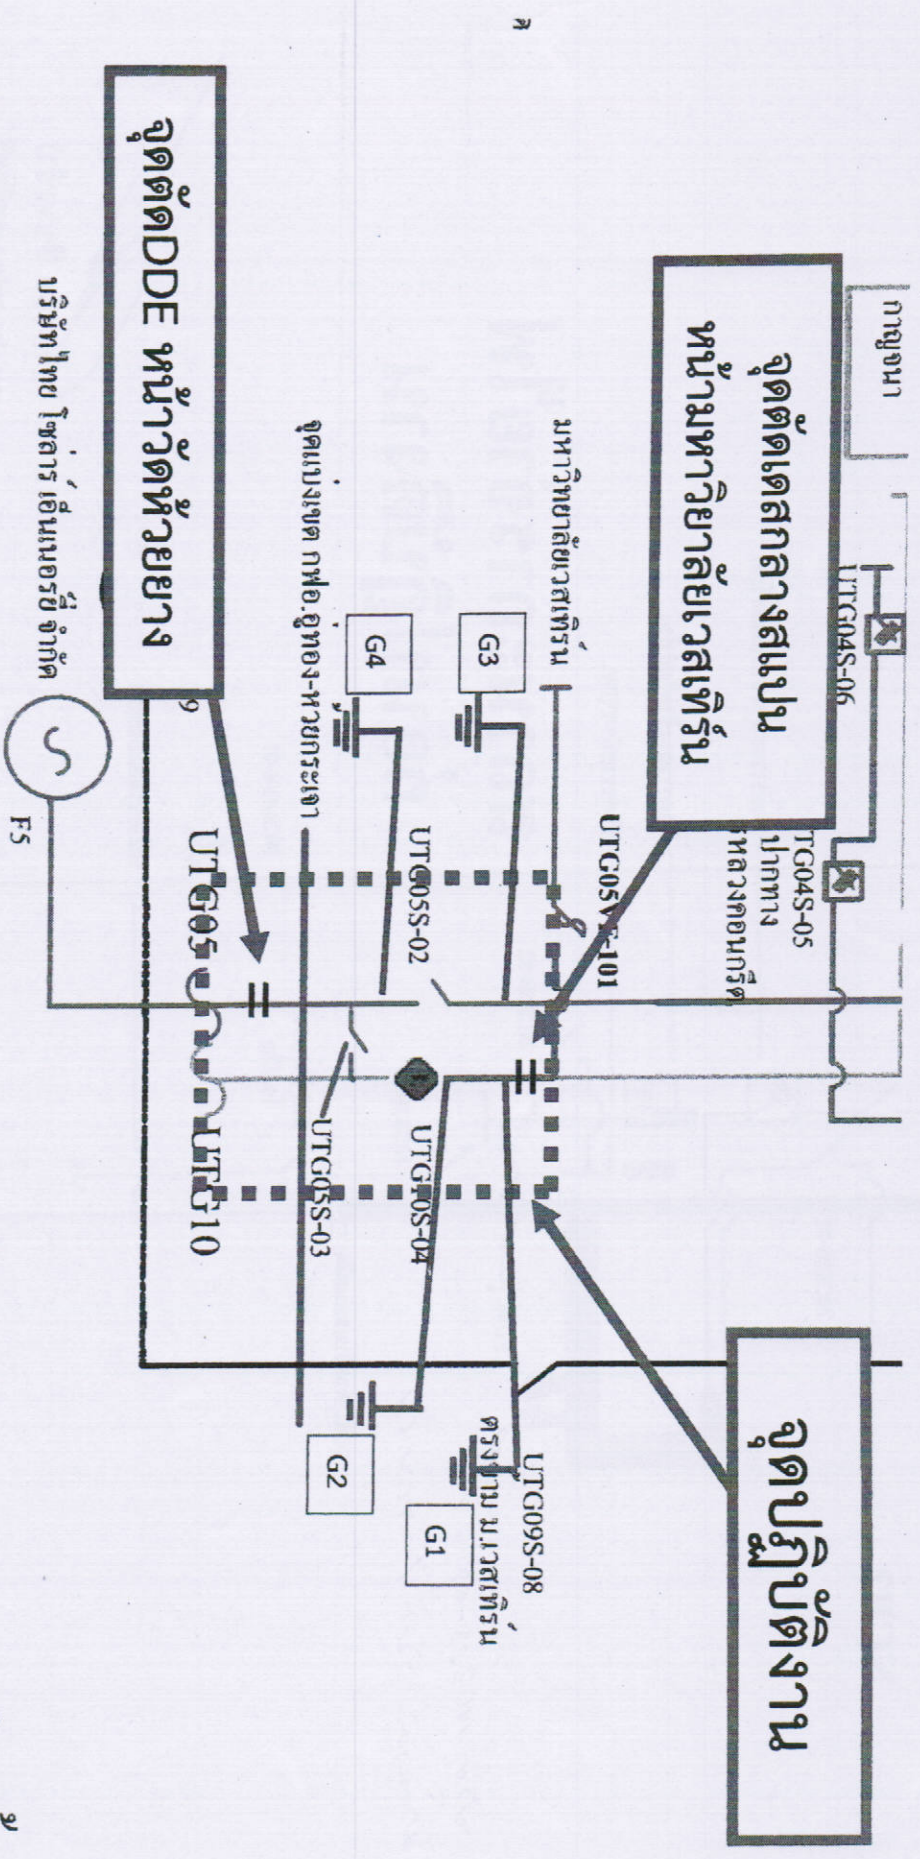 กาญจนา
UTG04S-06
จุดตัดเดสกลางสแปน
หน้ามหาวิยาลัยเวสเทิร์น
TG04S-05
ปากทาง
หลวงคอนกรีต
จุดปฏิบัติงาน
มหาวิทยาลัยเวสเทิร์น
UTG05VF-101
G3
G4
UTG05S-02
UTG10S-04
UTG09S-08
ตรงข้าม ม.เวสเทิร์น
G1
G2
จุดแบ่งเขต กฟอ.อู่ทอง-ห้วยกระเจา
UTG05S-03
UTG05
UTG10
จุดตัดDDE หน้าวัดห้วยยาง
9
บริษัทไทย โซล่าร์ เอ็นเนอร์ยี่ จำกัด
F5